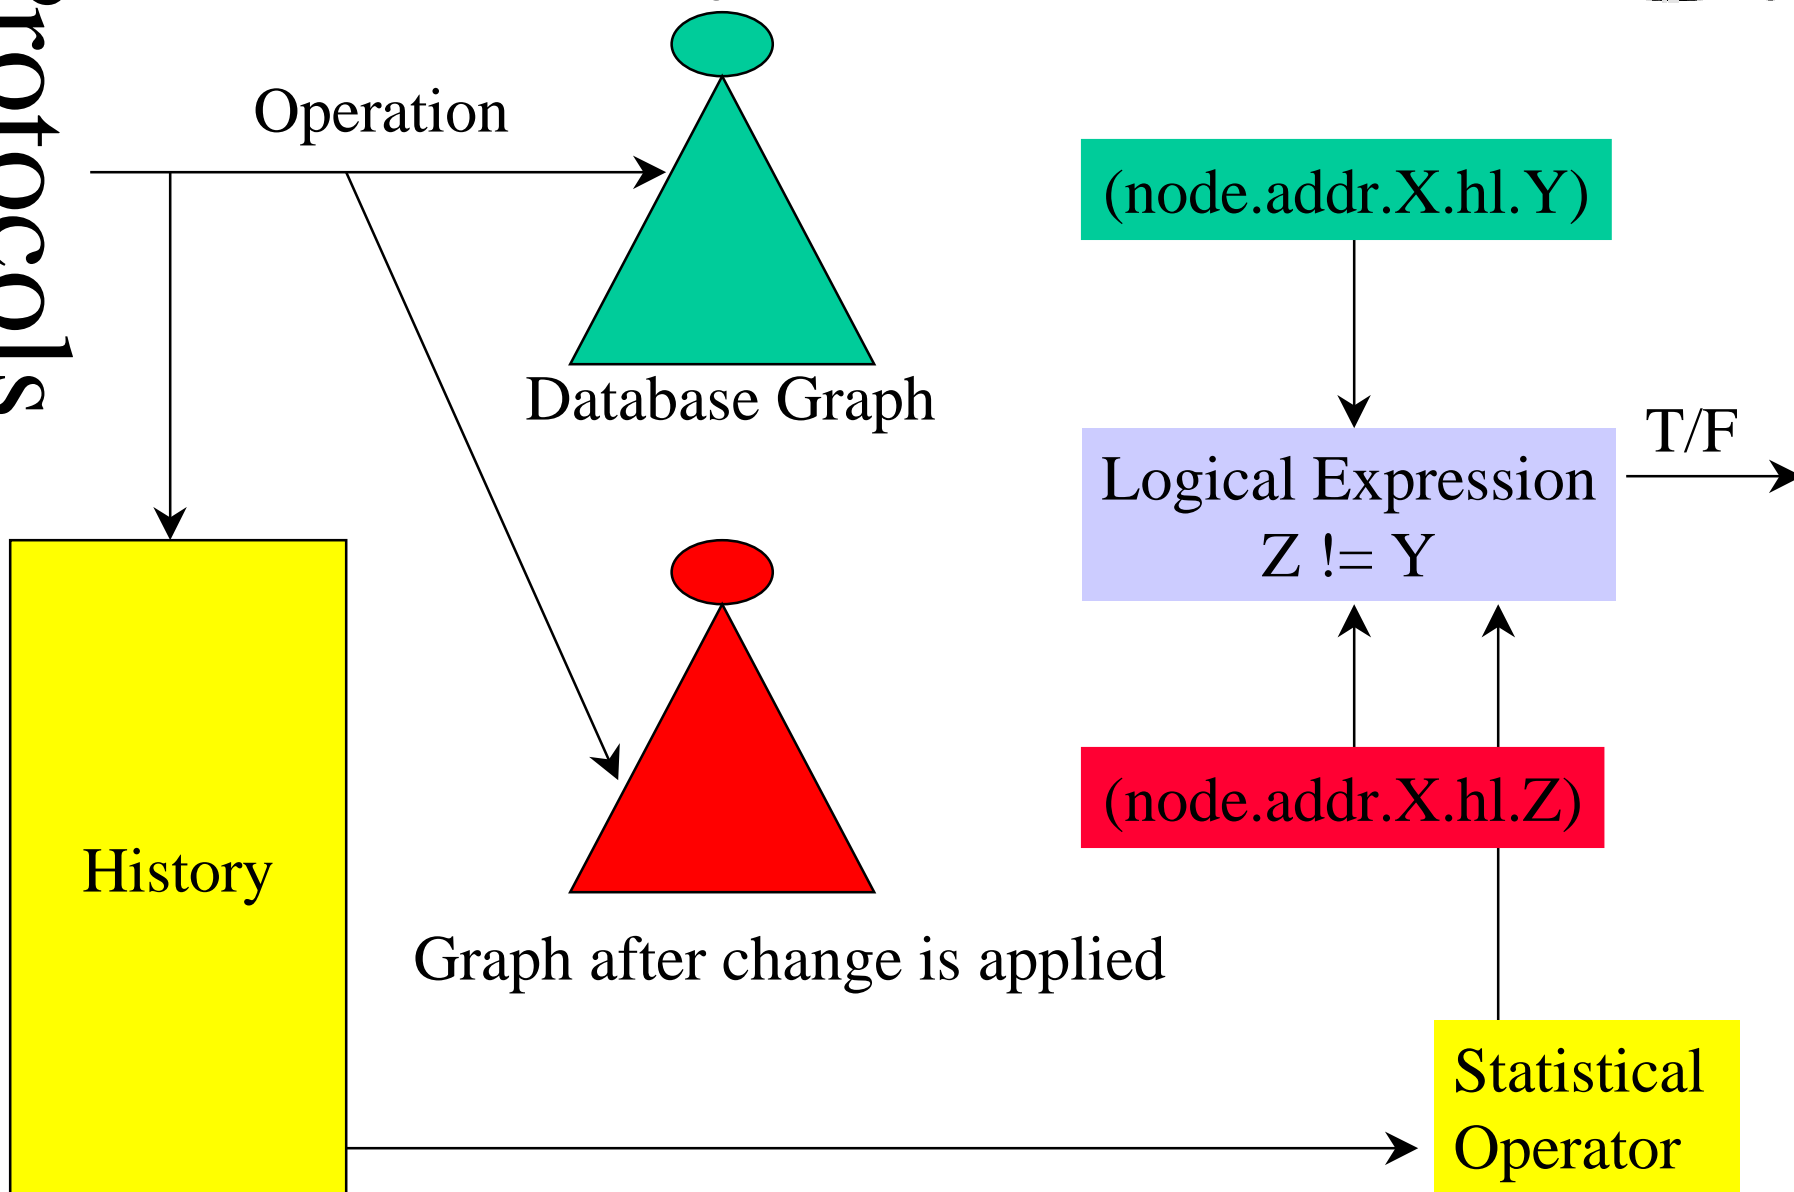 Operation
(node.addr.X.hl.Y)
Database Graph
T/F
Logical Expression
Z != Y
(node.addr.X.hl.Z)
History
Graph after change is applied
Statistical
Operator